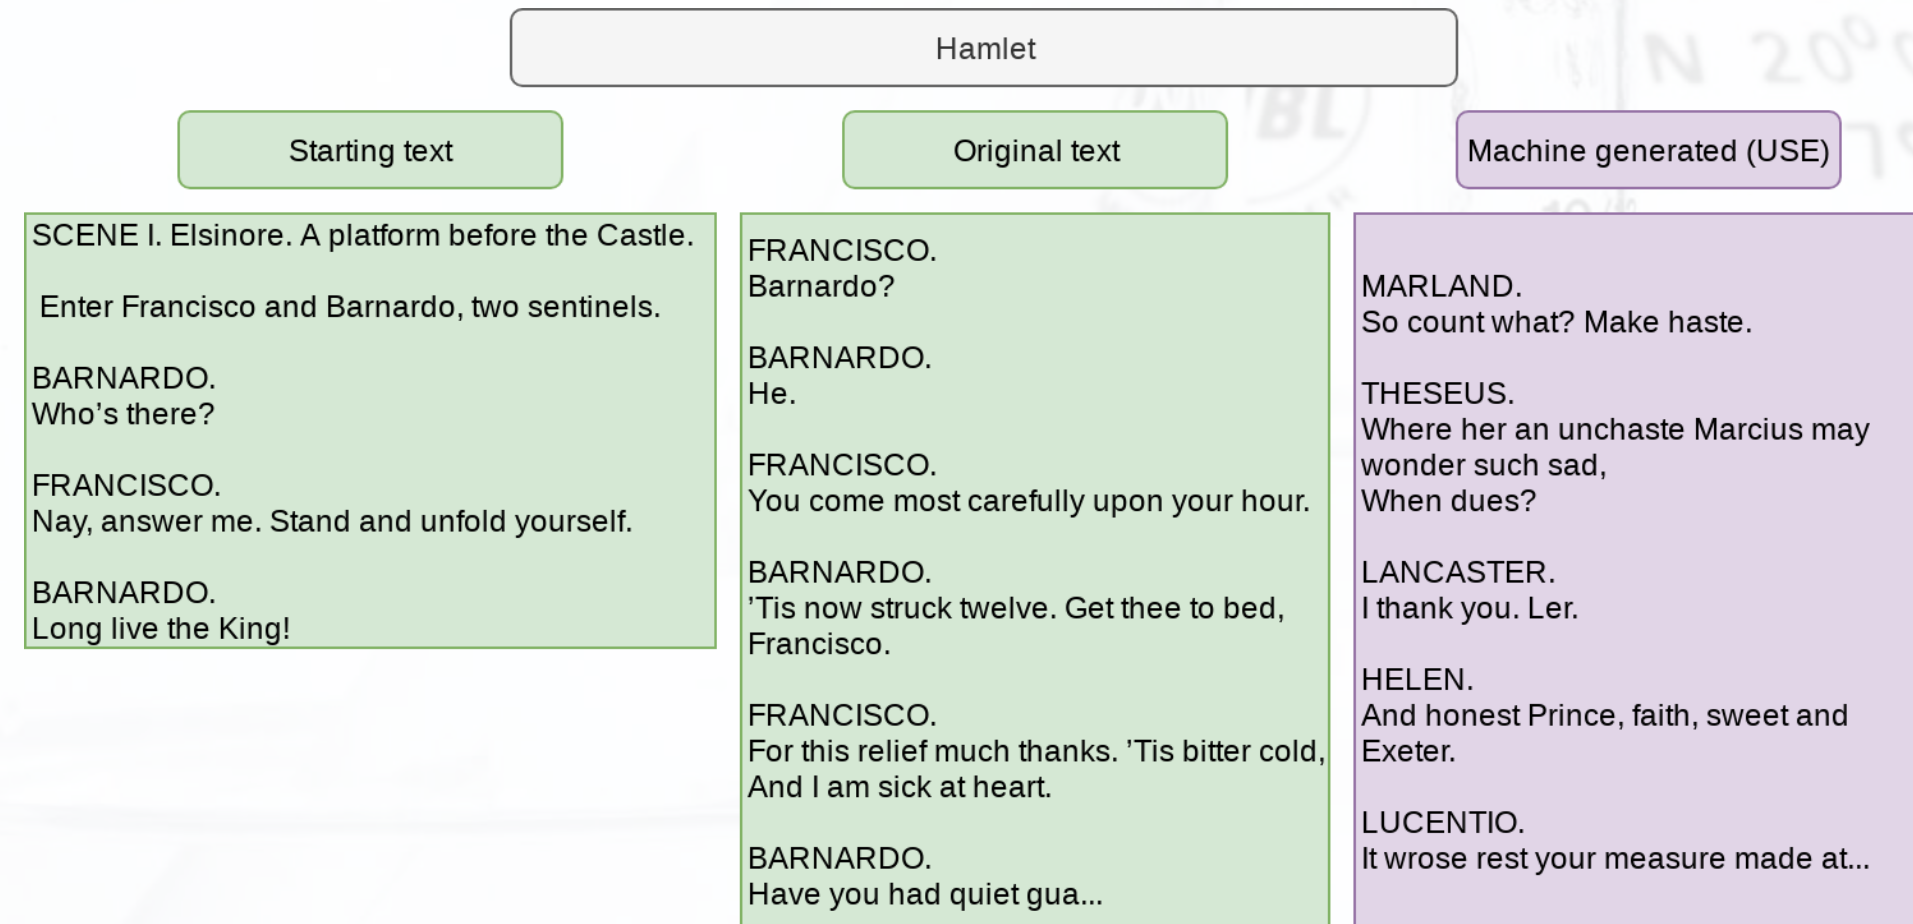 Hamlet
Starting text
SCENE I. Elsinore. A platform before the Castle.
Enter Francisco and Barnardo, two sentinels.
BARNARDO.
Who’s there?
FRANCISCO.
Nay, answer me. Stand and unfold yourself.
BARNARDO.
Long live the King!
Original text
FRANCISCO.
Barnardo?
BARNARDO.
He.
FRANCISCO.
You come most carefully upon your hour.
BARNARDO.
’Tis now struck twelve. Get thee to bed,
Francisco.
FRANCISCO.
For this relief much thanks. ’Tis bitter cold,
And I am sick at heart.
BARNARDO.
Have you had quiet gua...
Machine generated (USE)
MARLAND.
So count what? Make haste.
THESEUS.
Where her an unchaste Marcius may
wonder such sad,
When dues?
LANCASTER.
I thank you. Ler.
HELEN.
And honest Prince, faith, sweet and
Exeter.
LUCENTIO.
It wrose rest your measure made at...
N 20⁰
BL